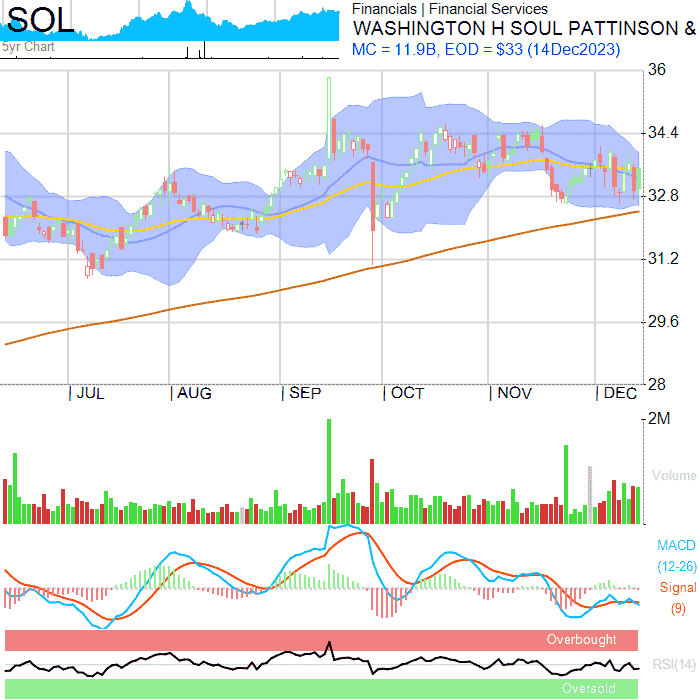 SOL
5yr Chart
Financials | Financial Services
WASHINGTON H SOUL PATTINSON &
MC = 11.9B, EOD = $33 (14Dec2023)
36
34.4
32.8
31.2
29.6
28
| JUL | AUG | SEP | OCT | NOV | DEC
2M
Volume
MACD
(12-26)
Signal
(9)
Overbought
RSI(14)
Oversold